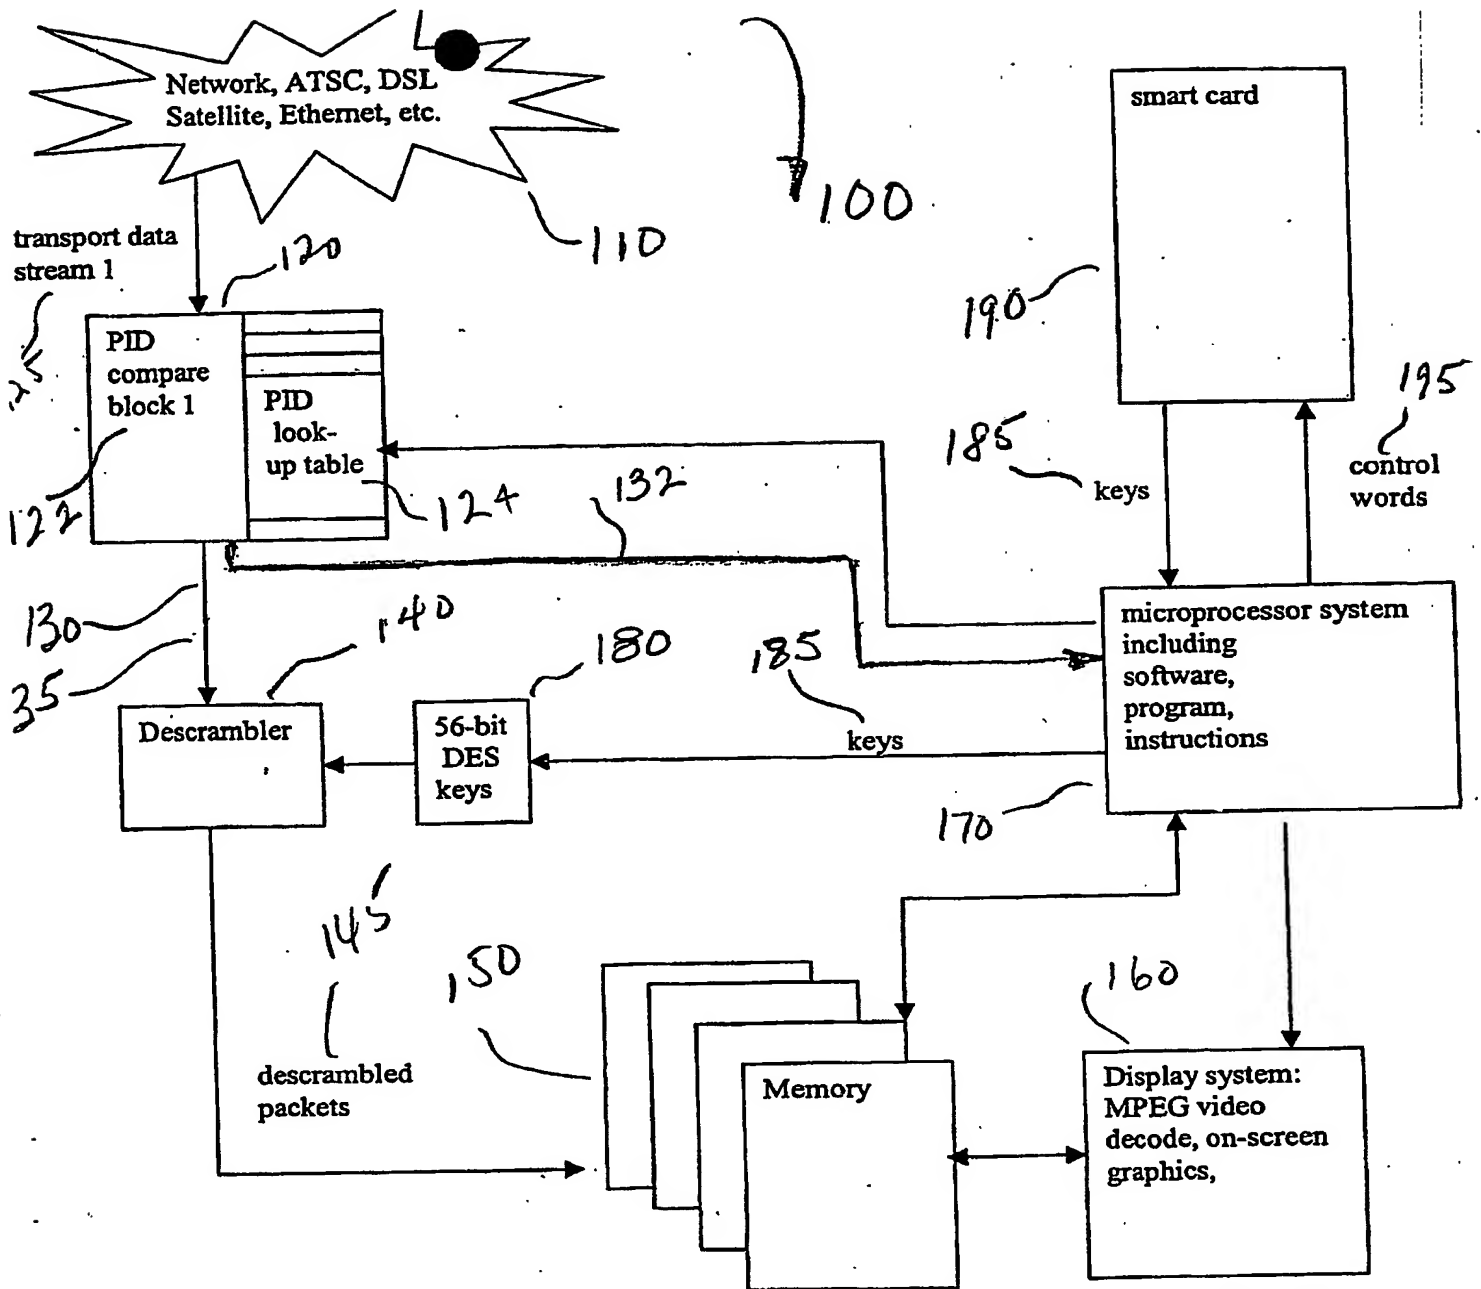 Network, ATSC, DSL
Satellite, Ethernet, etc.
smart card
100
110
transport data
stream 1
120
190
PID
compare
block 1
PID
look-
up table
195
185
keys
control
words
122
124
132
130
140
180
185
keys
microprocessor system
including
software,
program,
instructions
35
Descrambler
56-bit
DES
keys
170
145
150
160
descrambled
packets
Memory
Display system:
MPEG video
decode, on-screen
graphics,